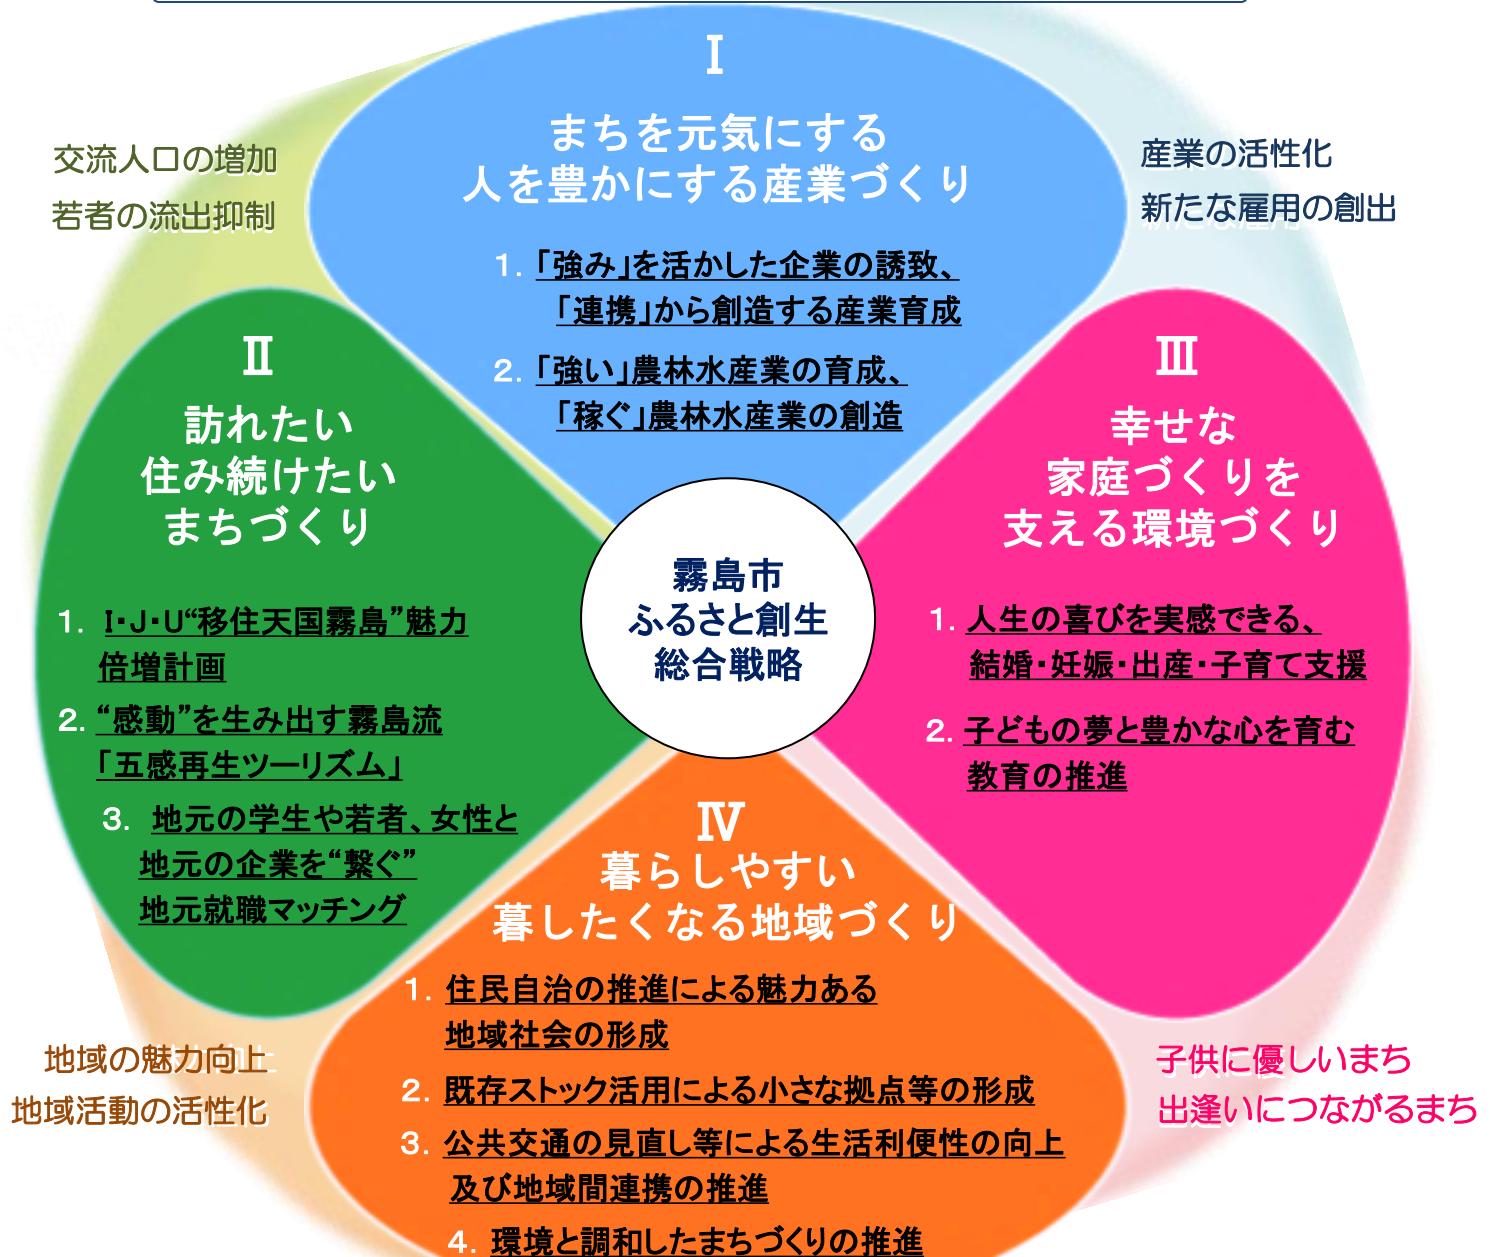 Ⅰ
まちを元気にする
人を豊かにする産業づくり
1. 「強み」を活かした企業の誘致、
「連携」から創造する産業育成
2. 「強い」農林水産業の育成、
「稼ぐ」農林水産業の創造
交流人口の増加
若者の流出抑制
産業の活性化
新たな雇用の創出
Ⅱ
訪れたい
住み続けたい
まちづくり
1. I・J・U“移住天国霧島”魅力
倍増計画
2. “感動”を生み出す霧島流
「五感再生ツーリズム」
3. 地元の学生や若者、女性と
地元の企業を“繋ぐ”
地元就職マッチング
霧島市
ふるさと創生
総合戦略
Ⅲ
幸せな
家庭づくりを
支える環境づくり
1. 人生の喜びを実感できる、
結婚・妊娠・出産・子育て支援
2. 子どもの夢と豊かな心を育む
教育の推進
Ⅳ
暮らしやすい
暮したくなる地域づくり
1. 住民自治の推進による魅力ある
地域社会の形成
2. 既存ストック活用による小さな拠点等の形成
3. 公共交通の見直し等による生活利便性の向上
及び地域間連携の推進
4. 環境と調和したまちづくりの推進
地域の魅力向上
地域活動の活性化
子供に優しいまち
出逢いにつながるまち